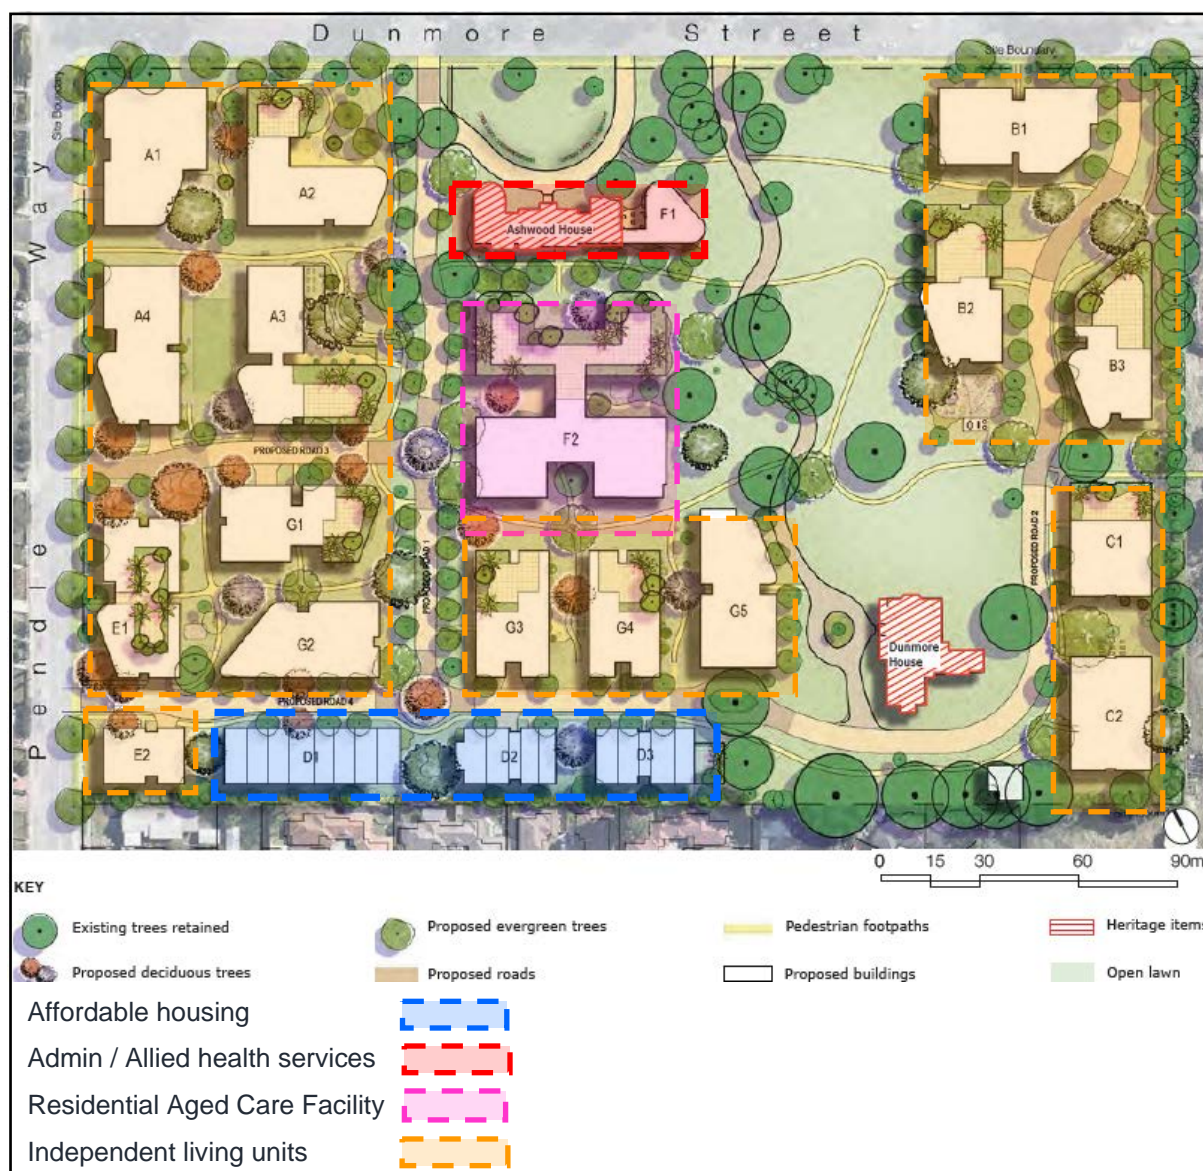 Dunmore Street
Site Boundary
Site Boundary
Pendle Way
A1
A2
B1
F1
Ashwood House
A4
A3
B2
B3
F2
PROPOSED ROAD 3
G1
PROPOSED ROAD 1
PROPOSED ROAD 2
C1
E1
G2
G3
G4
G5
Dunmore
House
PROPOSED ROAD 4
C2
E2
D1
D2
D3
0 15 30 60 90m
KEY
Existing trees retained
Proposed evergreen trees
Pedestrian footpaths
Heritage items
Proposed deciduous trees
Proposed roads
Proposed buildings
Open lawn
Affordable housing
Admin / Allied health services
Residential Aged Care Facility
Independent living units